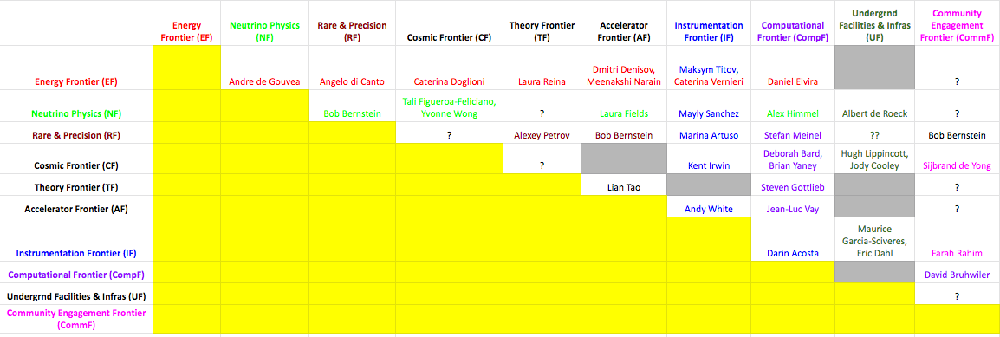 Energy Frontier (EF) Neutrino Physics (NF) Rare & Precision (RF) Cosmic Frontier (CF) Theory Frontier (TF) Accelerator Frontier (AF) Instrumentation Frontier (IF) Computational Frontier (CompF) Undergrnd Facilities & Infras (UF) Community Engagement Frontier (CommF)
Energy Frontier (EF) Andre de Gouvea Angelo di Canto Caterina Doglioni Laura Reina Dmitri Denisov, Meenakshi Narain Maksym Titov, Caterina Vernieri Daniel Elvira ?
Neutrino Physics (NF) Bob Bernstein Tali Figueroa-Feliciano, Yvonne Wong ? Laura Fields Mayly Sanchez Alex Himmel Albert de Roeck ?
Rare & Precision (RF) ? Alexey Petrov Bob Bernstein Marina Artuso Stefan Meinel ?? Bob Bernstein
Cosmic Frontier (CF) ? Kent Irwin Deborah Bard, Brian Yaney Hugh Lippincott, Jody Cooley Sijbrand de Yong
Theory Frontier (TF) Lian Tao Steven Gottlieb ?
Accelerator Frontier (AF) Andy White Jean-Luc Vay ?
Instrumentation Frontier (IF) Darin Acosta Maurice Garcia-Sciveres, Eric Dahl Farah Rahim
Computational Frontier (CompF) David Bruhwiler
Undergrnd Facilities & Infras (UF) ?
Community Engagement Frontier (CommF)